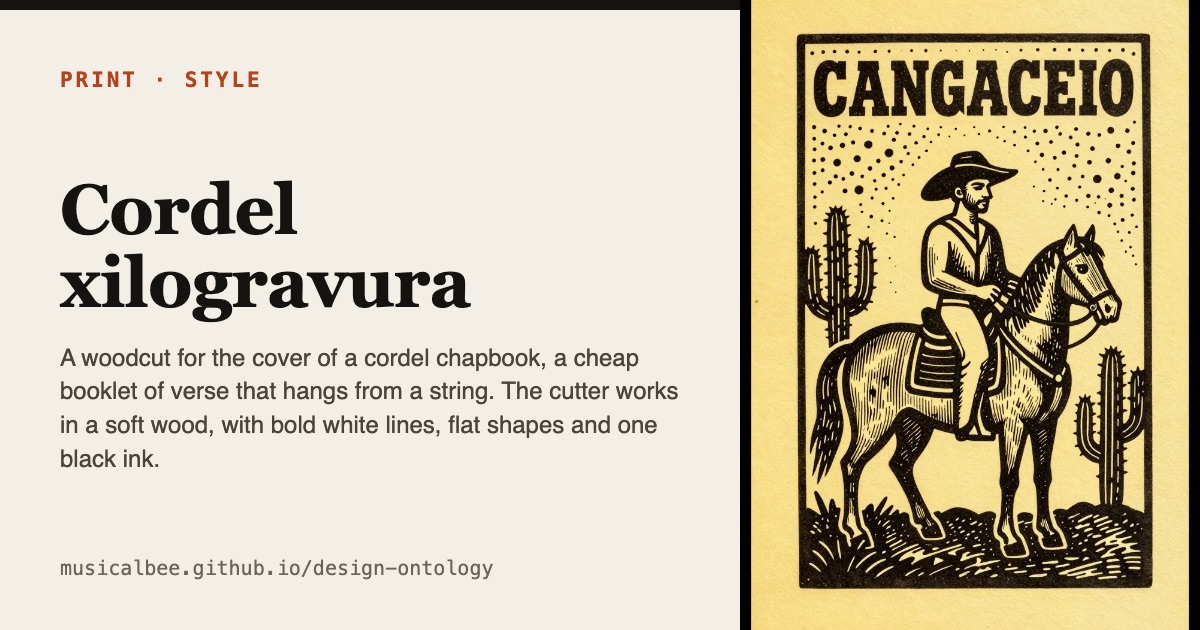 PRINT · STYLE
Cordel
xilogravura
A woodcut for the cover of a cordel chapbook, a cheap
booklet of verse that hangs from a string. The cutter works
in a soft wood, with bold white lines, flat shapes and one
black ink.
musicalbee.github.io/design-ontology
CANGACEIO